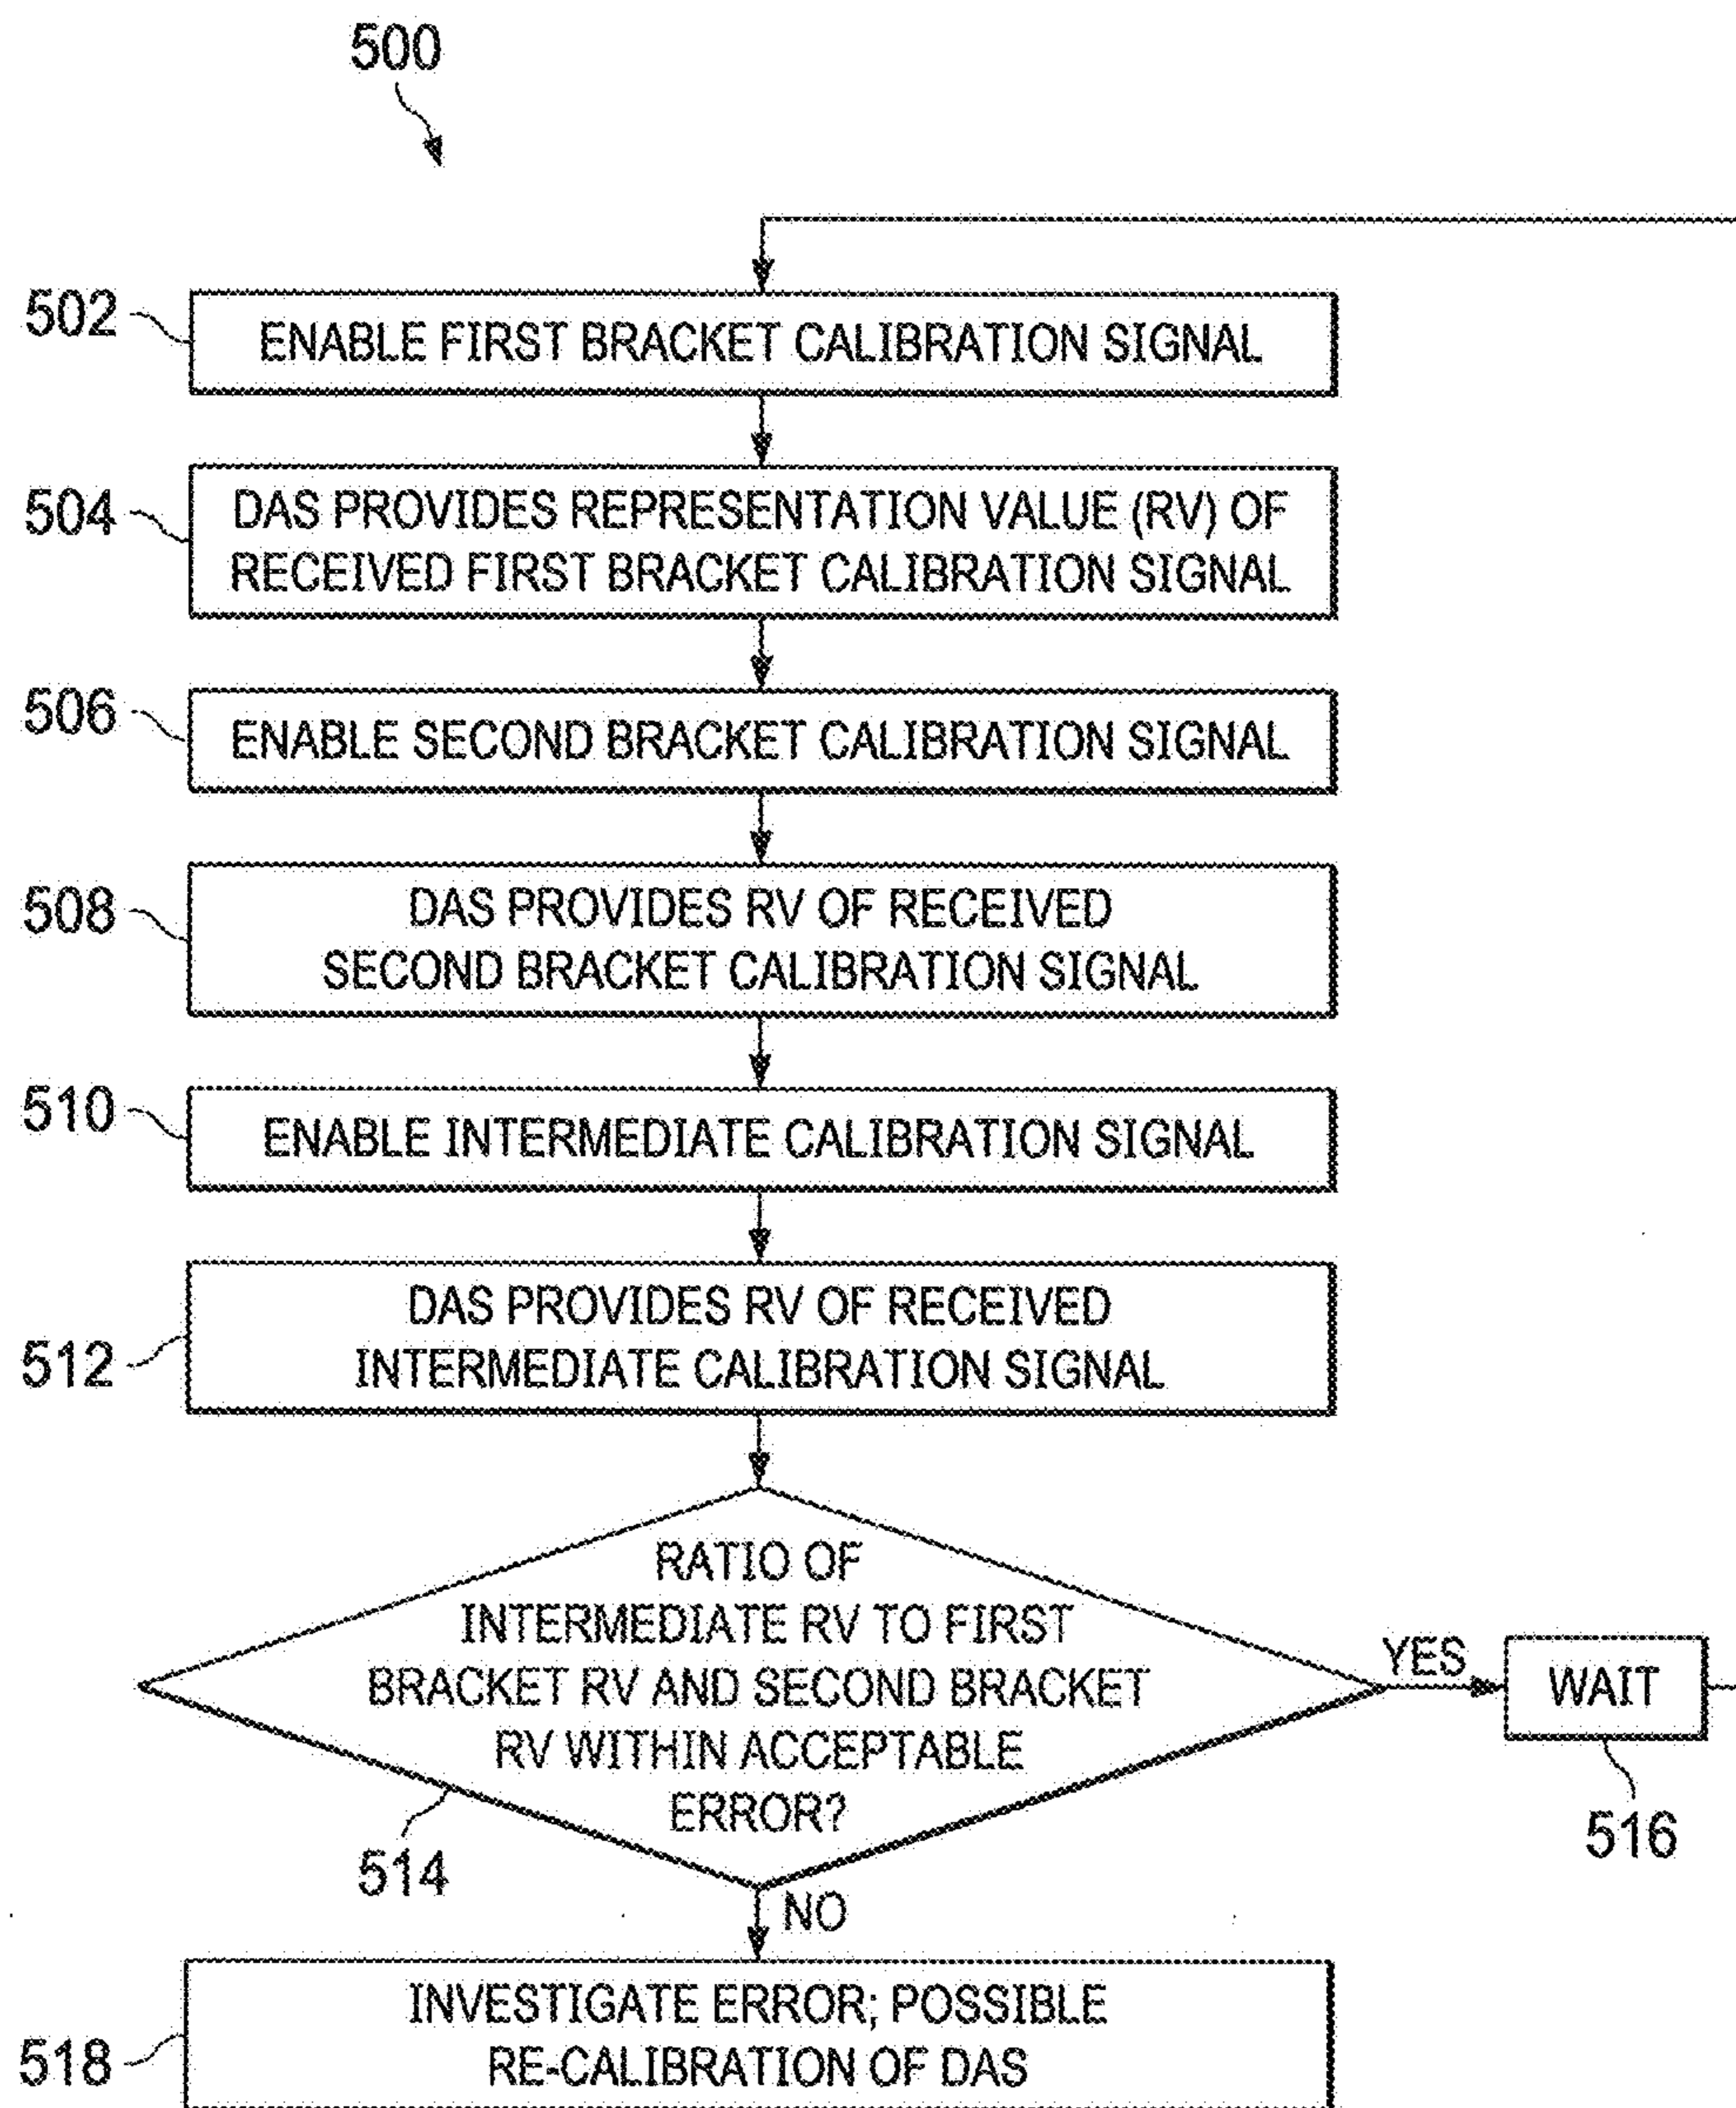 500
502
ENABLE FIRST BRACKET CALIBRATION SIGNAL
504
DAS PROVIDES REPRESENTATION VALUE (RV) OF
RECEIVED FIRST BRACKET CALIBRATION SIGNAL
506
ENABLE SECOND BRACKET CALIBRATION SIGNAL
508
DAS PROVIDES RV OF RECEIVED
SECOND BRACKET CALIBRATION SIGNAL
510
ENABLE INTERMEDIATE CALIBRATION SIGNAL
512
DAS PROVIDES RV OF RECEIVED
INTERMEDIATE CALIBRATION SIGNAL
RATIO OF
INTERMEDIATE RV TO FIRST
BRACKET RV AND SECOND BRACKET
RV WITHIN ACCEPTABLE
ERROR?
514
YES
WAIT
516
NO
518
INVESTIGATE ERROR; POSSIBLE
RE-CALIBRATION OF DAS